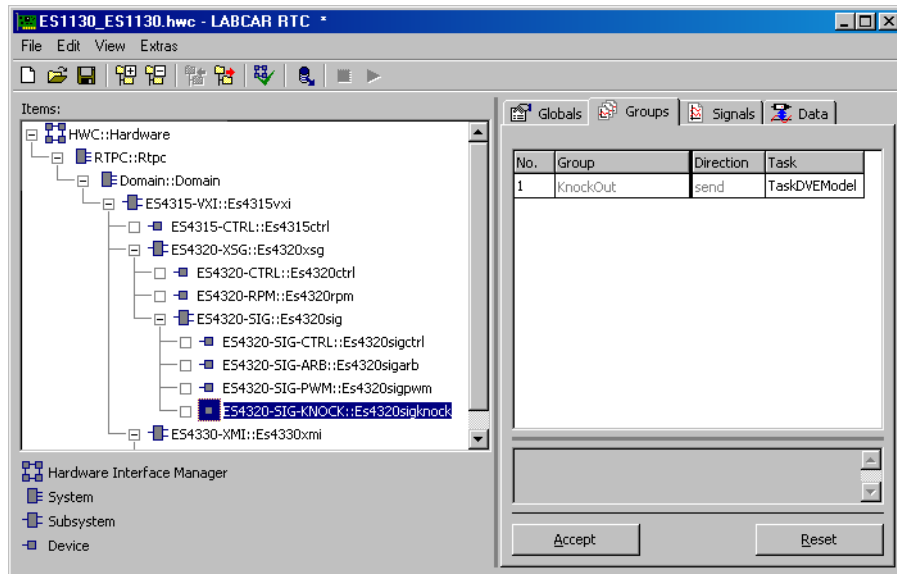 ES1130_ES1130.hwc - LABCAR RTC *
File Edit View Extras
Items:
HWC::Hardware
RTPC::Rtpc
Domain::Domain
ES4315-VXI::Es4315vxi
ES4315-CTRL::Es4315ctrl
ES4320-XSG::Es4320xsg
ES4320-CTRL::Es4320ctrl
ES4320-RPM::Es4320rpm
ES4320-SIG::Es4320sig
ES4320-SIG-CTRL::Es4320sigctrl
ES4320-SIG-ARB::Es4320sigarb
ES4320-SIG-PWM::Es4320sigpwm
ES4320-SIG-KNOCK::Es4320sigknock
ES4330-XMI::Es4330xmi
Hardware Interface Manager
System
Subsystem
Device
Globals Groups Signals Data
No. Group Direction Task
1 KnockOut send TaskDVEModel
Accept Reset